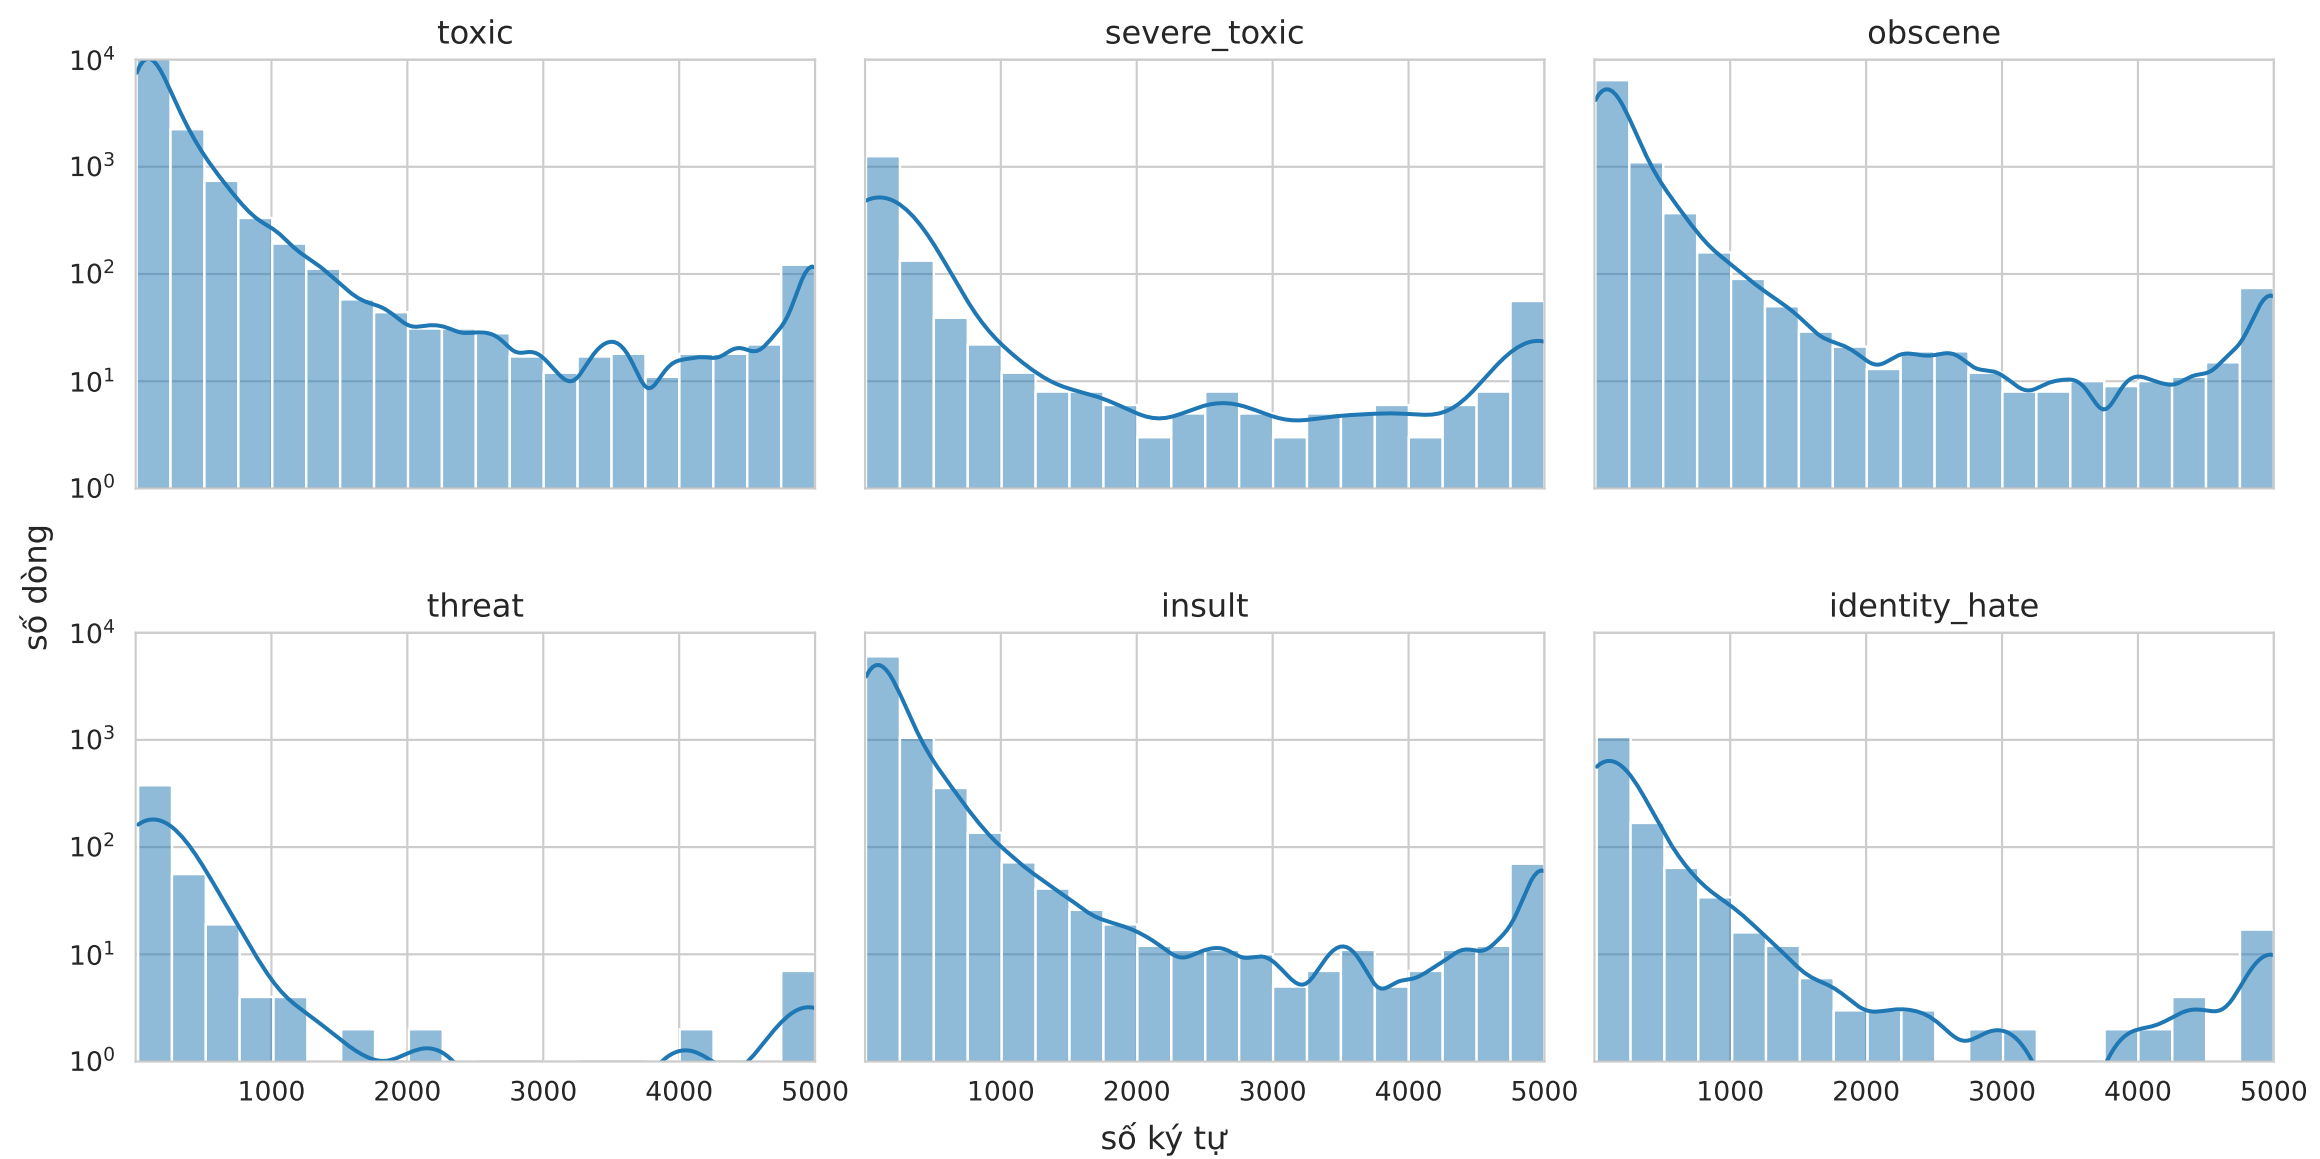 toxic
severe_toxic
obscene
10⁴
10³
10²
10¹
10⁰
số dòng
threat
insult
identity_hate
10⁴
10³
10²
10¹
10⁰
1000 2000 3000 4000 5000
1000 2000 3000 4000 5000
1000 2000 3000 4000 5000
số ký tự